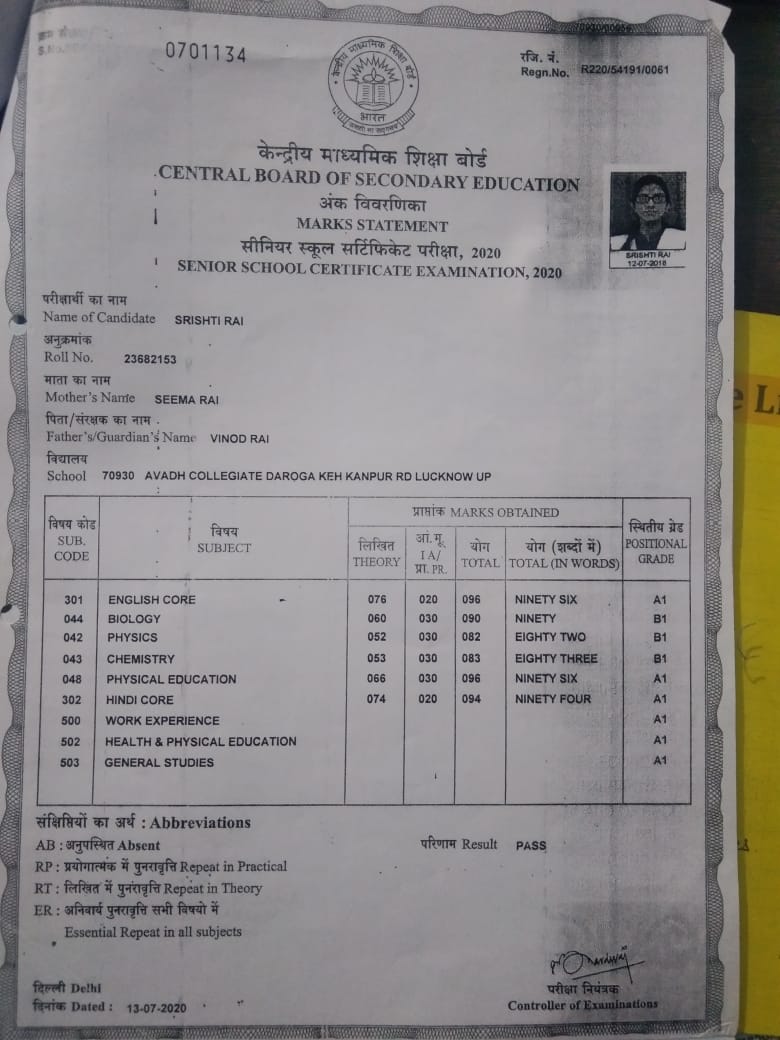 0701134
रजि. नं.
Regn.No. R220/54191/0061
केन्द्रीय माध्यमिक शिक्षा बोर्ड
भारत
केन्द्रीय माध्यमिक शिक्षा बोर्ड
CENTRAL BOARD OF SECONDARY EDUCATION
अंक विवरणिका
MARKS STATEMENT
सीनियर स्कूल सर्टिफिकेट परीक्षा, 2020
SENIOR SCHOOL CERTIFICATE EXAMINATION, 2020
SRISHTI RAI
12-07-2018
परीक्षार्थी का नाम
Name of Candidate SRISHTI RAI
अनुक्रमांक
Roll No. 23682153
माता का नाम
Mother's Name SEEMA RAI
पिता/संरक्षक का नाम
Father's/Guardian's Name VINOD RAI
विद्यालय
School 70930 AVADH COLLEGIATE DAROGA KEH KANPUR RD LUCKNOW UP
विषय कोड SUB. CODE विषय SUBJECT प्राप्तांक MARKS OBTAINED स्थितीय ग्रेड POSITIONAL GRADE
लिखित THEORY आं.मू. I A/ प्रा. PR. योग TOTAL योग (शब्दों में) TOTAL (IN WORDS)
301 ENGLISH CORE 076 020 096 NINETY SIX A1
044 BIOLOGY 060 030 090 NINETY B1
042 PHYSICS 052 030 082 EIGHTY TWO B1
043 CHEMISTRY 053 030 083 EIGHTY THREE B1
048 PHYSICAL EDUCATION 066 030 096 NINETY SIX A1
302 HINDI CORE 074 020 094 NINETY FOUR A1
500 WORK EXPERIENCE A1
502 HEALTH & PHYSICAL EDUCATION A1
503 GENERAL STUDIES A1
संक्षिप्तियों का अर्थ : Abbreviations
AB : अनुपस्थित Absent परिणाम Result PASS
RP : प्रयोगात्मक में पुनरावृत्ति Repeat in Practical
RT : लिखित में पुनरावृत्ति Repeat in Theory
ER : अनिवार्य पुनरावृत्ति सभी विषयो में
Essential Repeat in all subjects
दिल्ली Delhi
दिनांक Dated : 13-07-2020
परीक्षा नियंत्रक
Controller of Examinations